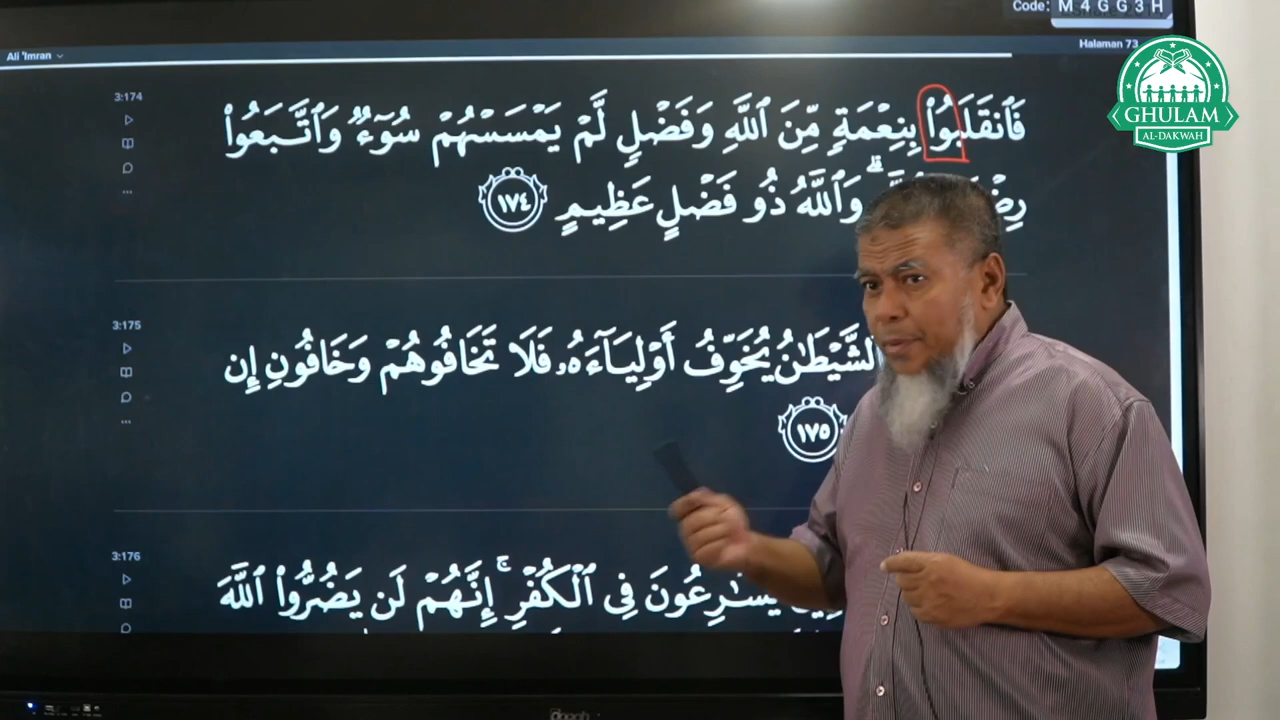 Code: M 4 G G 3 H
Ali 'Imran
Halaman 73
GHULAM
AL-DAKWAH
3:174
فَٱنقَلَبُوا۟ بِنِعْمَةٍ مِّنَ ٱللَّهِ وَفَضْلٍ لَّمْ يَمْسَسْهُمْ سُوٓءٌ وَٱتَّبَعُوا۟
وَٱللَّهُ ذُو فَضْلٍ عَظِيمٍ ١٧٤
3:175
ٱلشَّيْطَـٰنُ يُخَوِّفُ أَوْلِيَآءَهُۥ فَلَا تَخَافُوهُمْ وَخَافُونِ إِن
١٧٥
3:176
يُسَـٰرِعُونَ فِى ٱلْكُفْرِ ۚ إِنَّهُمْ لَن يَضُرُّوا۟ ٱللَّهَ